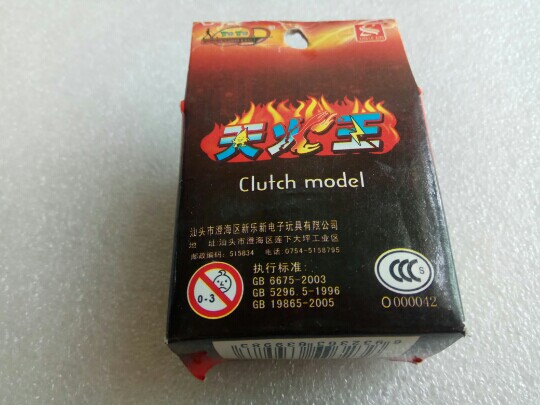 天火王
Clutch model
汕头市澄海区新乐新电子玩具有限公司
地 址:汕头市澄海区莲下大坪工业区
邮政编码: 515834 电话 0754-5158795
执行标准:
GB 6675-2003
GB 5296.5-1996
GB 19865-2005
0-3
CCC S
O000042